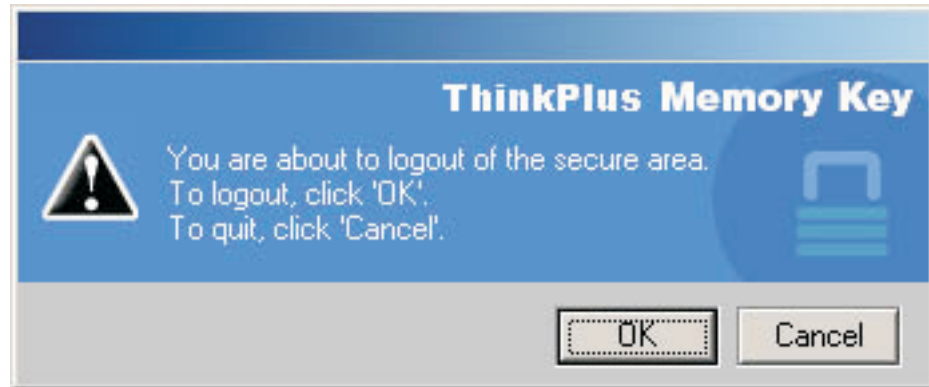 ThinkPlus Memory Key
You are about to logout of the secure area.
To logout, click 'OK'.
To quit, click 'Cancel'.
OK
Cancel